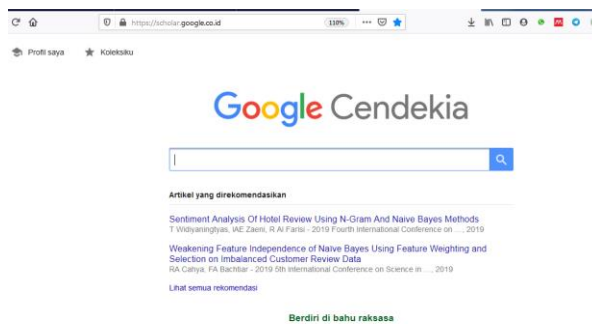 https://scholar.google.co.id 110%
Profil saya Koleksiku
Google Cendekia
Artikel yang direkomendasikan
Sentiment Analysis Of Hotel Review Using N-Gram And Naive Bayes Methods
T Widiyaningtyas, IAE Zaeni, R Al Farisi - 2019 Fourth International Conference on …, 2019
Weakening Feature Independence of Naïve Bayes Using Feature Weighting and
Selection on Imbalanced Customer Review Data
RA Cahya, FA Bachtiar - 2019 5th International Conference on Science in …, 2019
Lihat semua rekomendasi
Berdiri di bahu raksasa